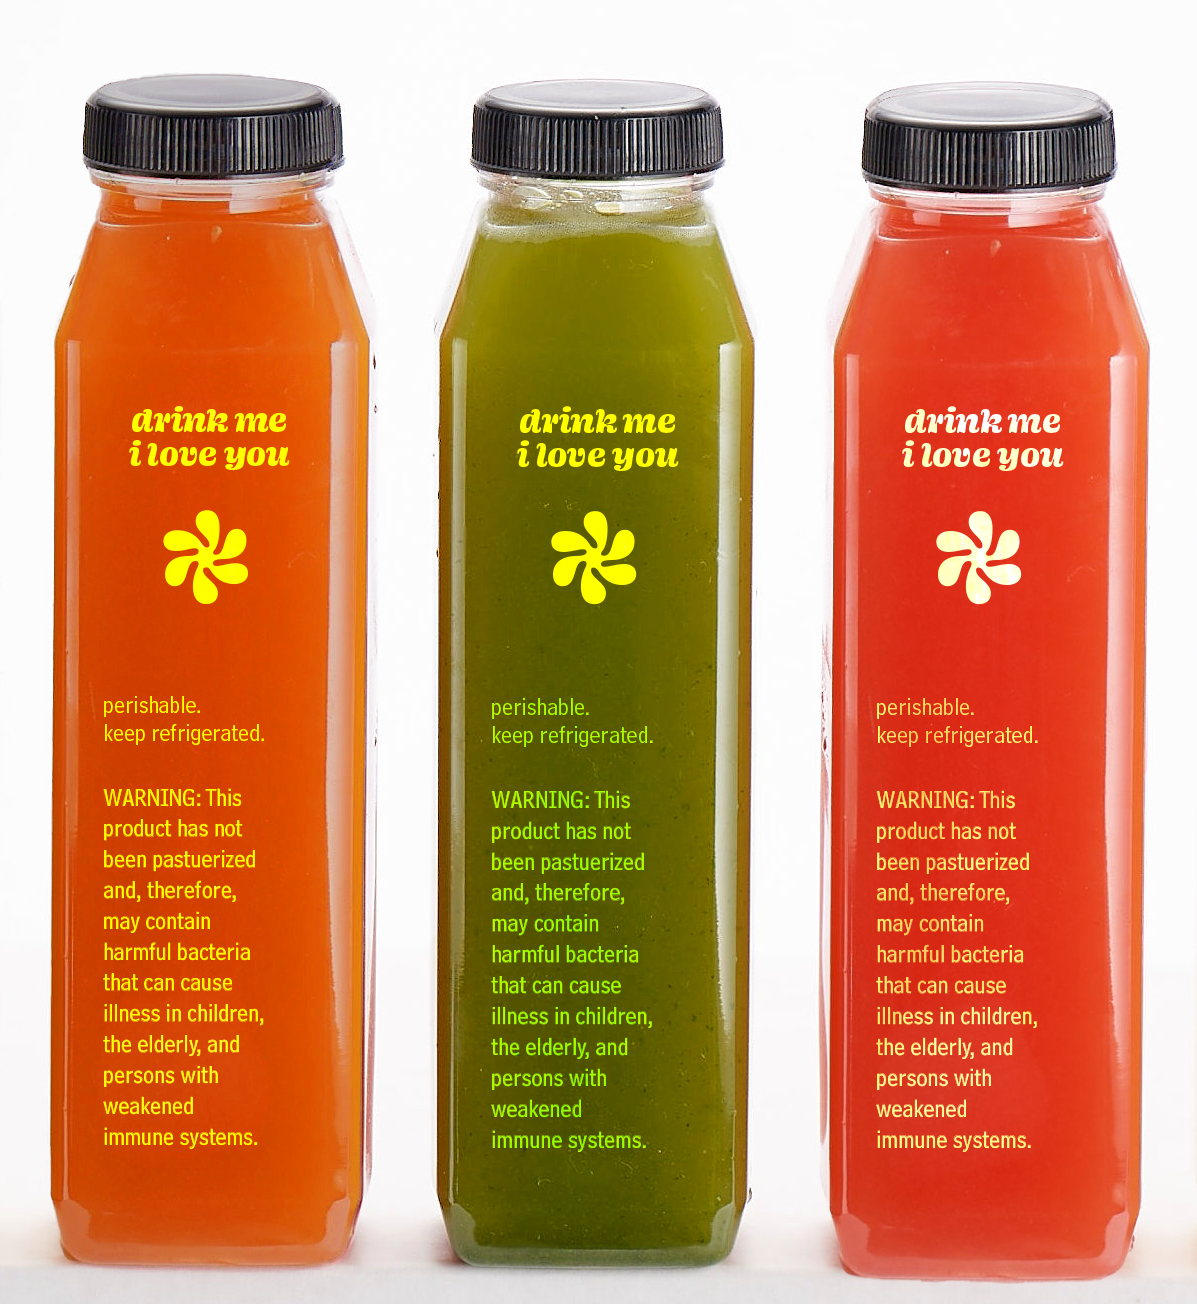 drink me
i love you
perishable.
keep refrigerated.
WARNING: This
product has not
been pastuerized
and, therefore,
may contain
harmful bacteria
that can cause
illness in children,
the elderly, and
persons with
weakened
immune systems.
drink me
i love you
perishable.
keep refrigerated.
WARNING: This
product has not
been pastuerized
and, therefore,
may contain
harmful bacteria
that can cause
illness in children,
the elderly, and
persons with
weakened
immune systems.
drink me
i love you
perishable.
keep refrigerated.
WARNING: This
product has not
been pastuerized
and, therefore,
may contain
harmful bacteria
that can cause
illness in children,
the elderly, and
persons with
weakened
immune systems.